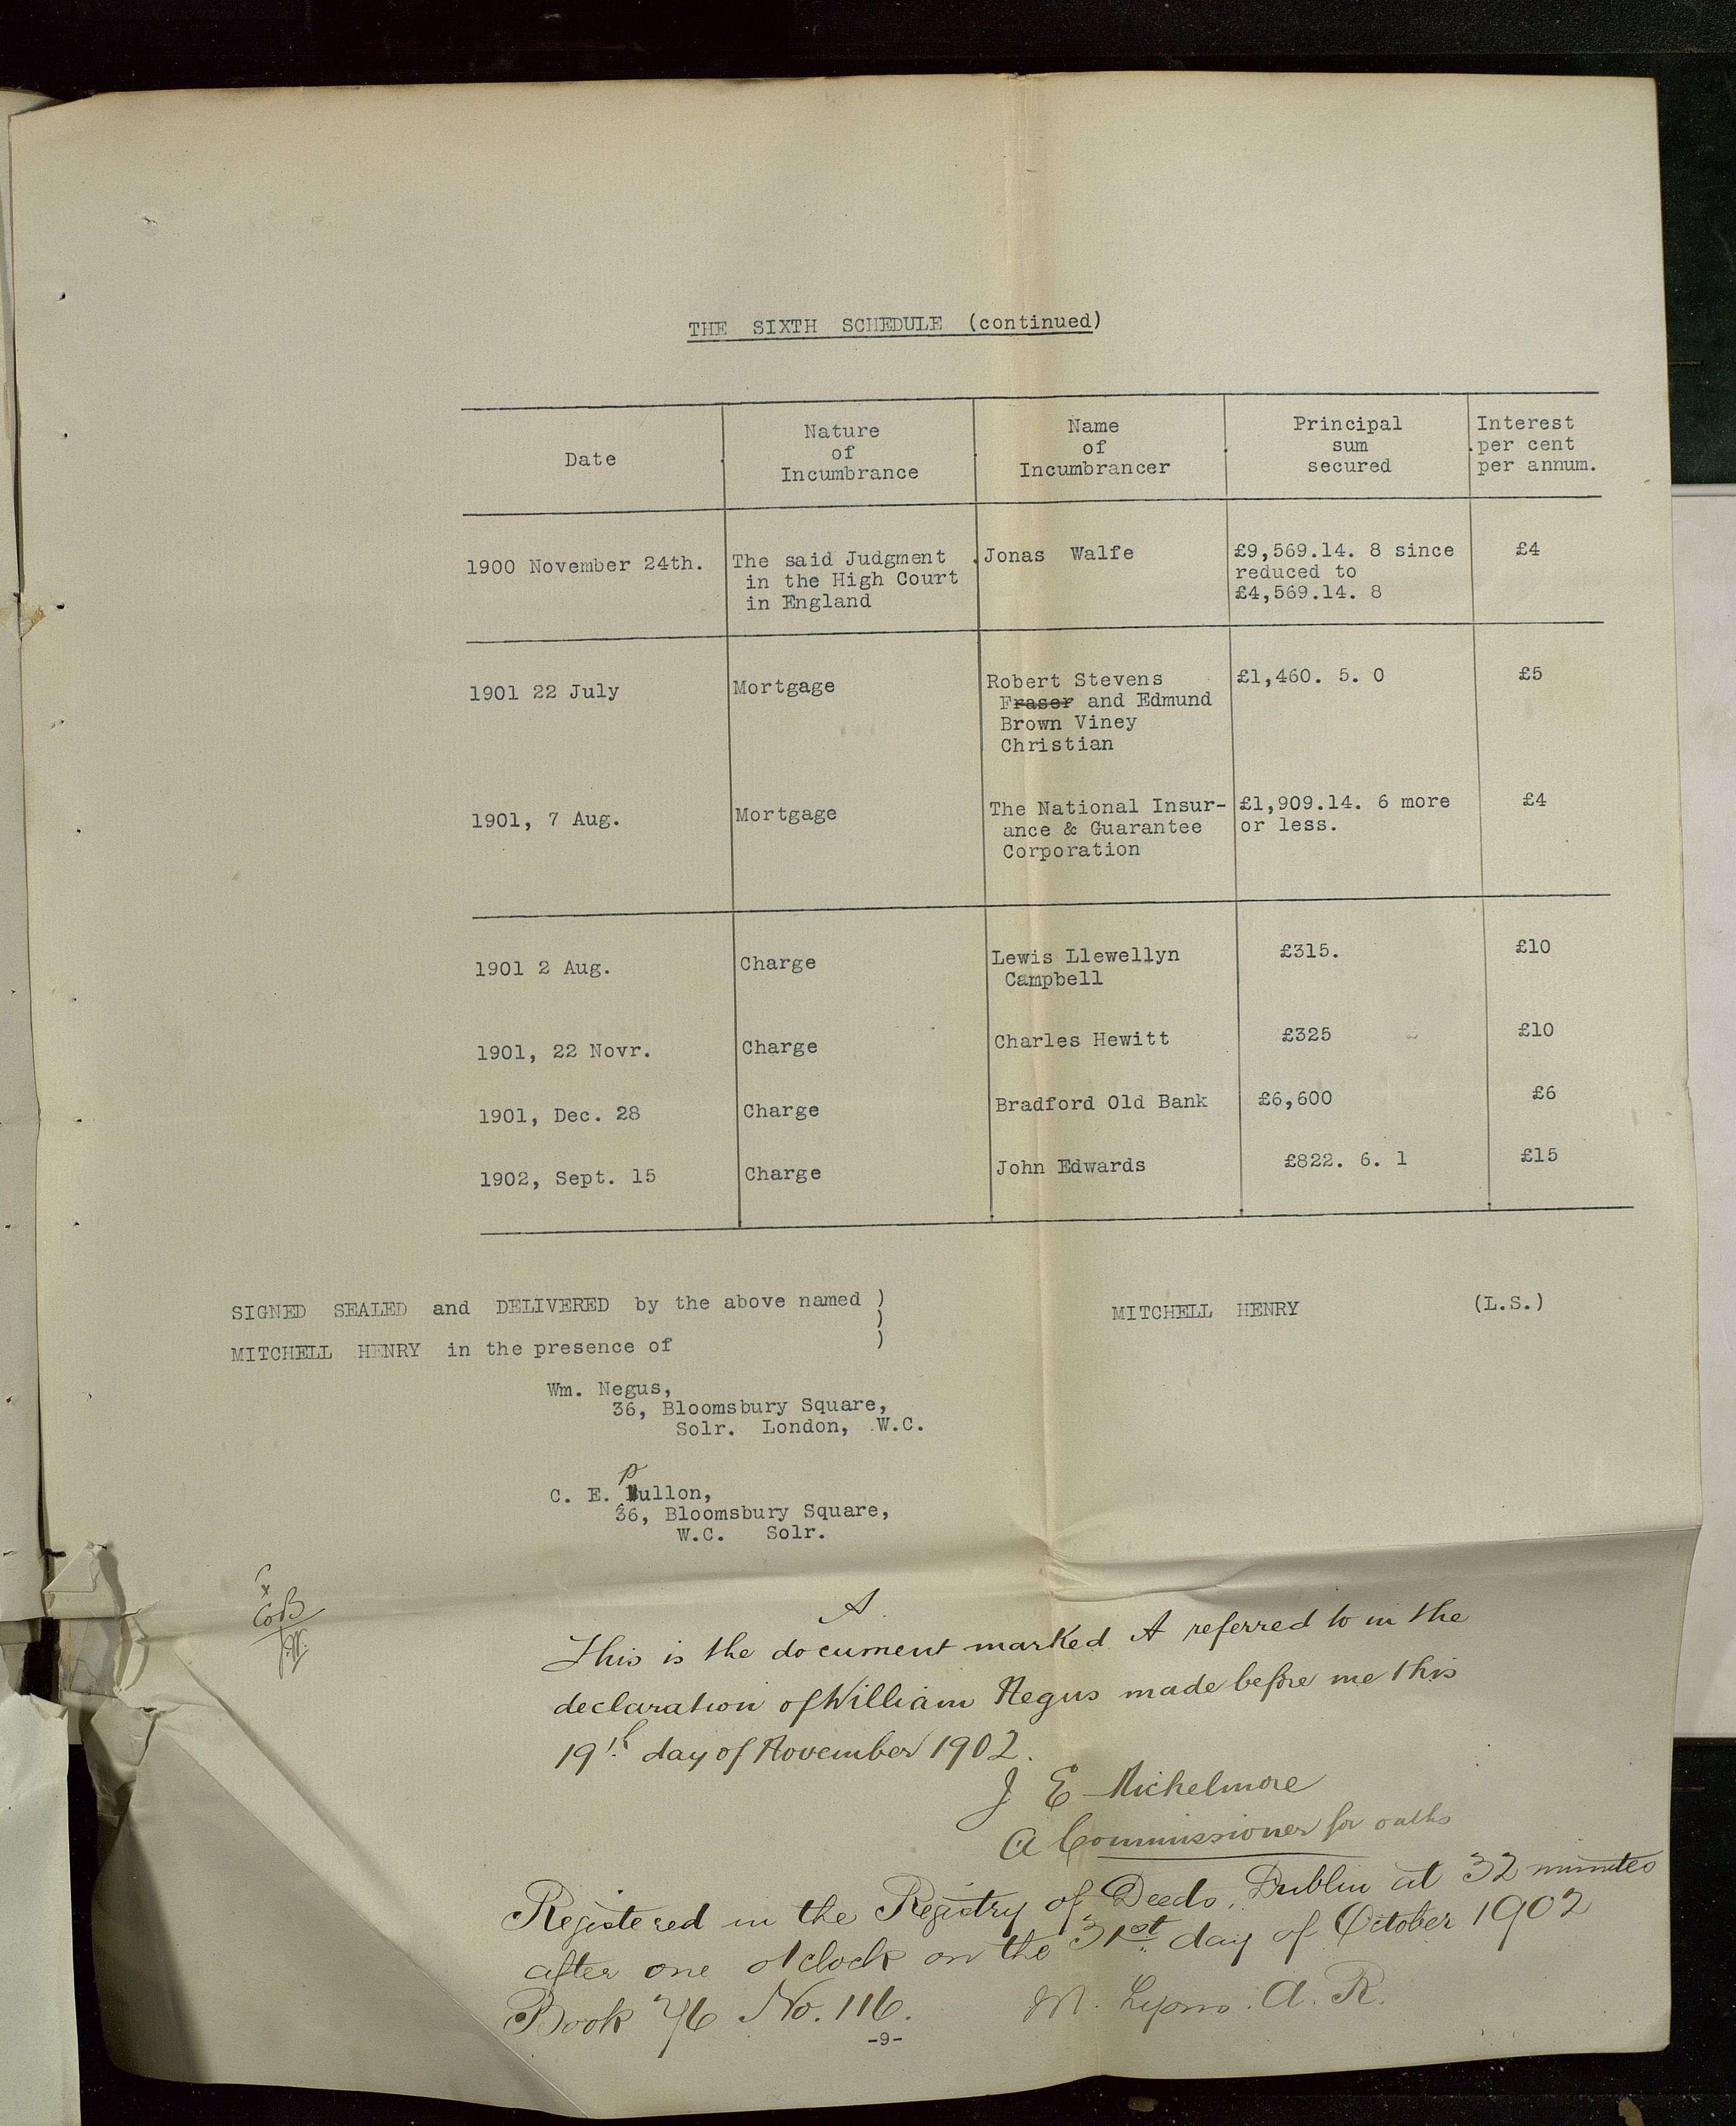 THE SIXTH SCHEDULE (continued)
Date
Nature
of
Incumbrance
Name
of
Incumbrancer
Principal
sum
secured
Interest
per cent
per annum.
1900 November 24th.
The said Judgment
in the High Court
in England
Jonas Walfe
£9,569.14. 8 since
reduced to
£4,569.14. 8
£4
1901 22 July
Mortgage
Robert Stevens
Fraser and Edmund
Brown Viney
Christian
£1,460. 5. 0
£5
1901, 7 Aug.
Mortgage
The National Insur-
ance & Guarantee
Corporation
£1,909.14. 6 more
or less.
£4
1901 2 Aug.
Charge
Lewis Llewellyn
Campbell
£315.
£10
1901, 22 Novr.
Charge
Charles Hewitt
£325
£10
1901, Dec. 28
Charge
Bradford Old Bank
£6,600
£6
1902, Sept. 15
Charge
John Edwards
£822. 6. 1
£15
SIGNED SEALED and DELIVERED by the above named )
)
MITCHELL HENRY in the presence of )
MITCHELL HENRY (L.S.)
Wm. Negus,
36, Bloomsbury Square,
Solr. London, W.C.
p
C. E. ullon,
36, Bloomsbury Square,
W.C. Solr.
A
This is the document marked A referred to in the
declaration of William Negus made before me this
19th day of November 1902.
J E Michelmore
A Commissioner for oaths
Registered in the Registry of Deeds, Dublin at 32 minutes
after one o'clock on the 31st day of October 1902
Book 76 No. 116.
M. Lyons. A. R.
-9-